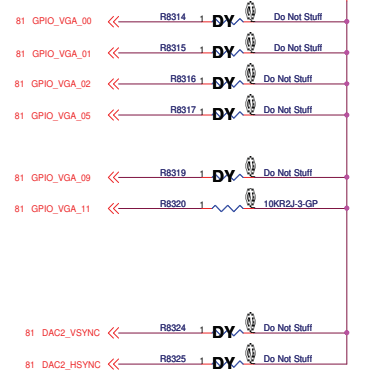 81 GPIO_VGA_00 R8314 1 DY Do Not Stuff
81 GPIO_VGA_01 R8315 1 DY Do Not Stuff
81 GPIO_VGA_02 R8316 1 DY Do Not Stuff
81 GPIO_VGA_05 R8317 1 DY Do Not Stuff
81 GPIO_VGA_09 R8319 1 DY Do Not Stuff
81 GPIO_VGA_11 R8320 1 10KR2J-3-GP
81 DAC2_VSYNC R8324 1 DY Do Not Stuff
81 DAC2_HSYNC R8325 1 DY Do Not Stuff